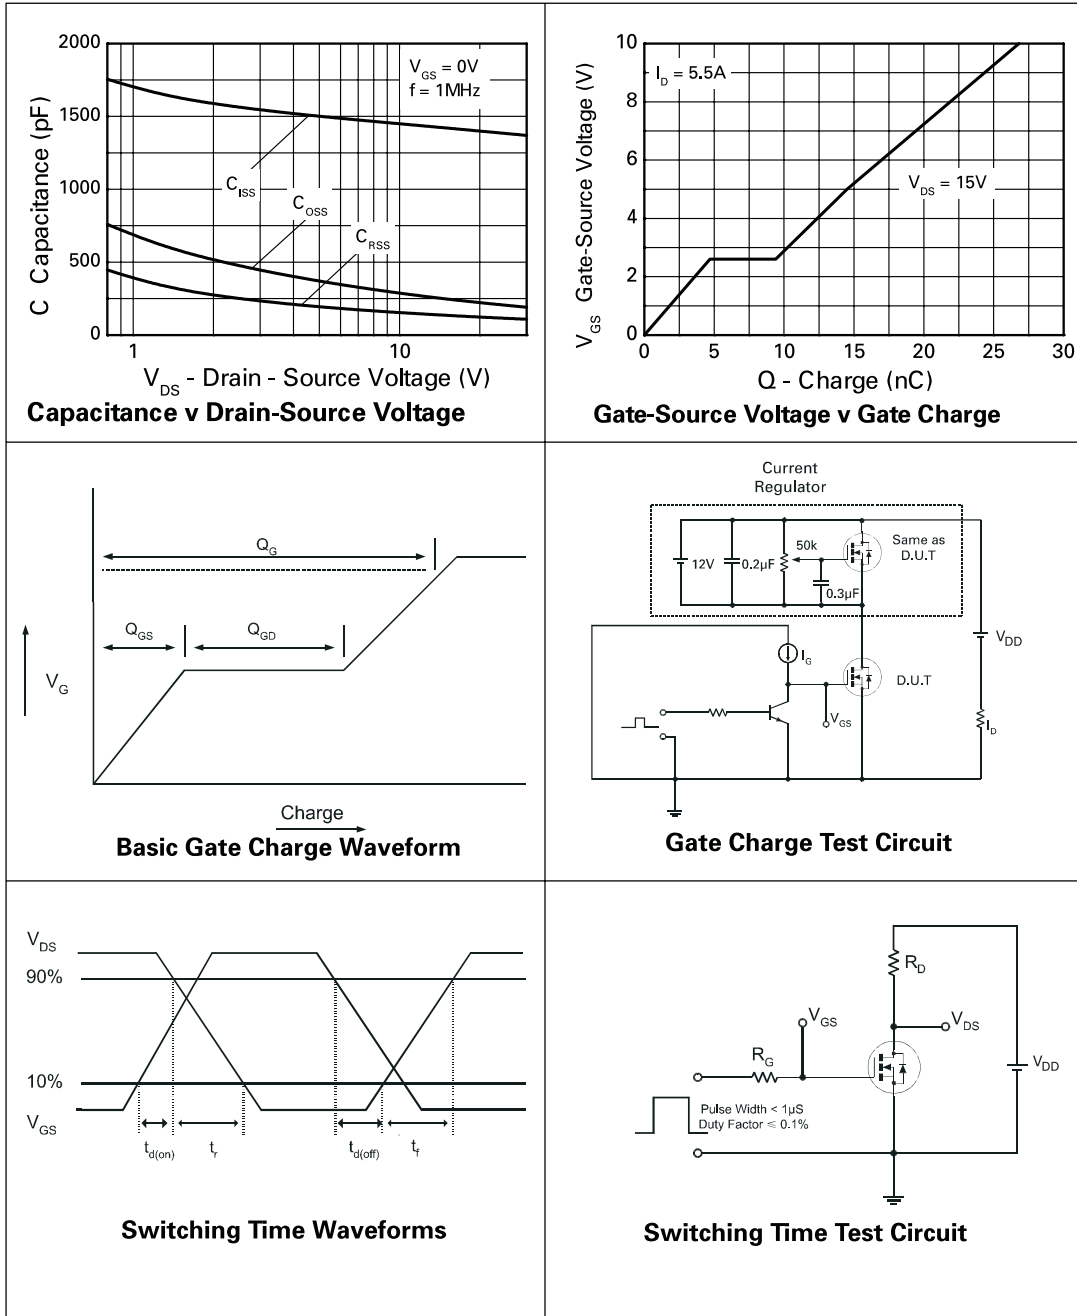 2000
1500
1000
500
0
C Capacitance (pF)
V_GS = 0V
f = 1MHz
C_ISS
C_OSS
C_RSS
1
10
V_DS - Drain - Source Voltage (V)
Capacitance v Drain-Source Voltage
10
8
6
4
2
0
V_GS Gate-Source Voltage (V)
I_D = 5.5A
V_DS = 15V
0
5
10
15
20
25
30
Q - Charge (nC)
Gate-Source Voltage v Gate Charge
Q_G
Q_GS
Q_GD
V_G
Charge
Basic Gate Charge Waveform
Current
Regulator
12V
0.2µF
50k
0.3µF
Same as
D.U.T
V_DD
I_G
D.U.T
V_GS
I_D
Gate Charge Test Circuit
V_DS
90%
10%
V_GS
t_d(on)
t_r
t_d(off)
t_f
Switching Time Waveforms
R_D
V_GS
V_DS
R_G
V_DD
Pulse Width < 1µS
Duty Factor ≤ 0.1%
Switching Time Test Circuit